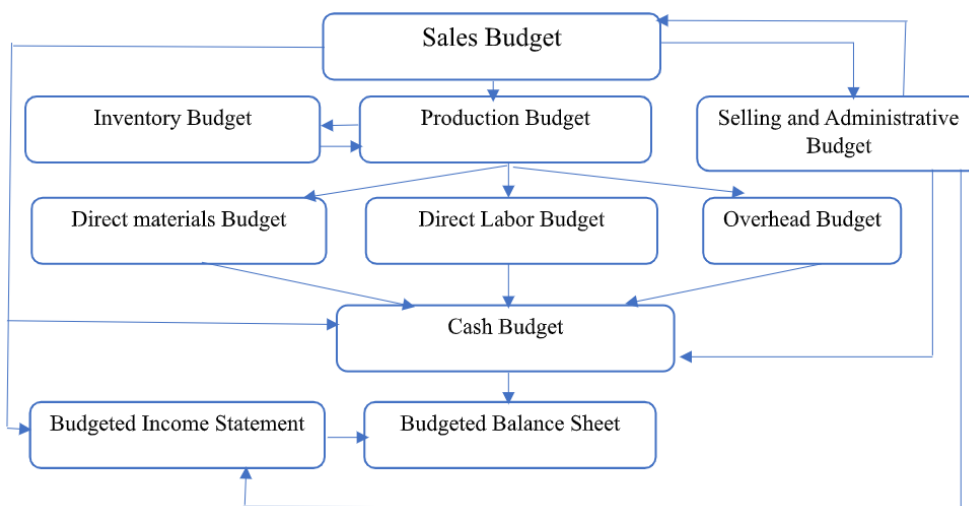 Sales Budget
Inventory Budget
Production Budget
Selling and Administrative
Budget
Direct materials Budget
Direct Labor Budget
Overhead Budget
Cash Budget
Budgeted Income Statement
Budgeted Balance Sheet